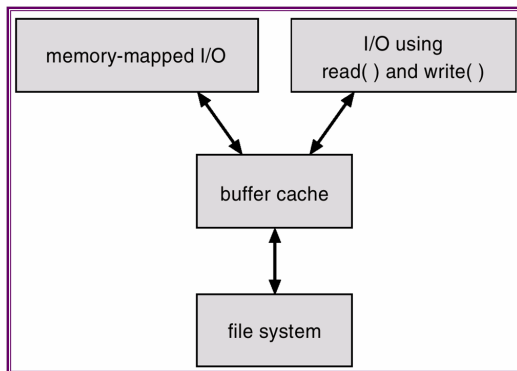 memory-mapped I/O
I/O using
read( ) and write( )
buffer cache
file system